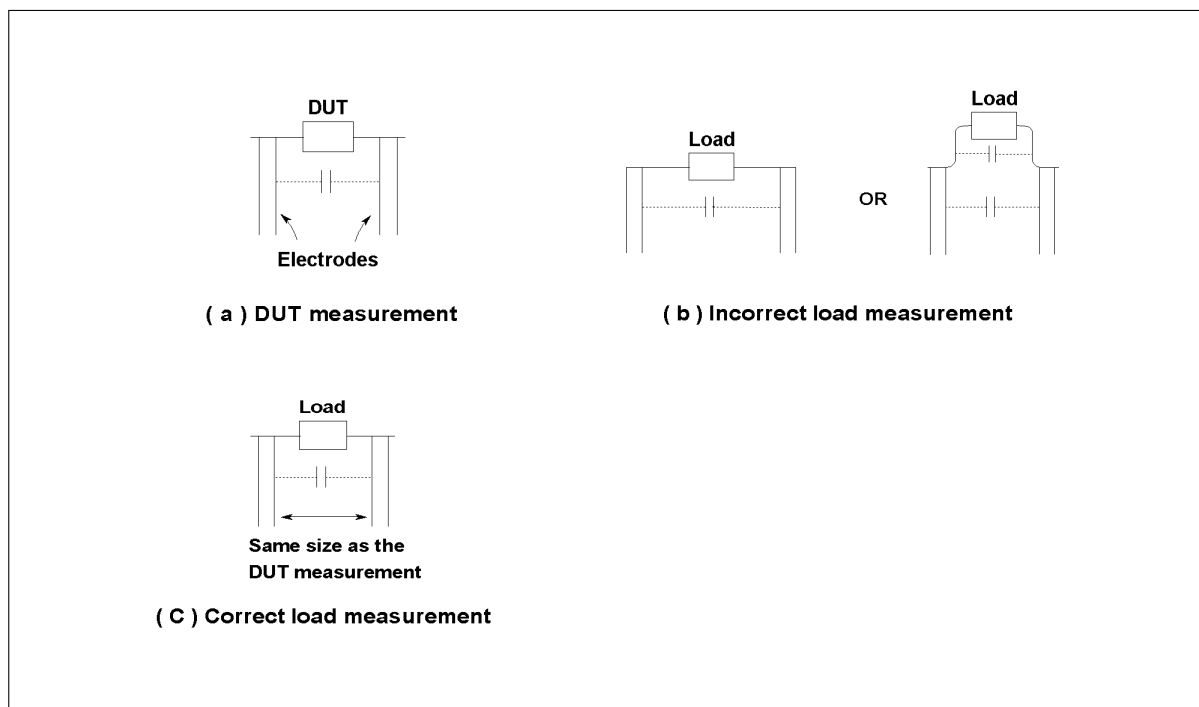 DUT
Electrodes
( a ) DUT measurement
Load
OR
Load
( b ) Incorrect load measurement
Load
Same size as the
DUT measurement
( C ) Correct load measurement